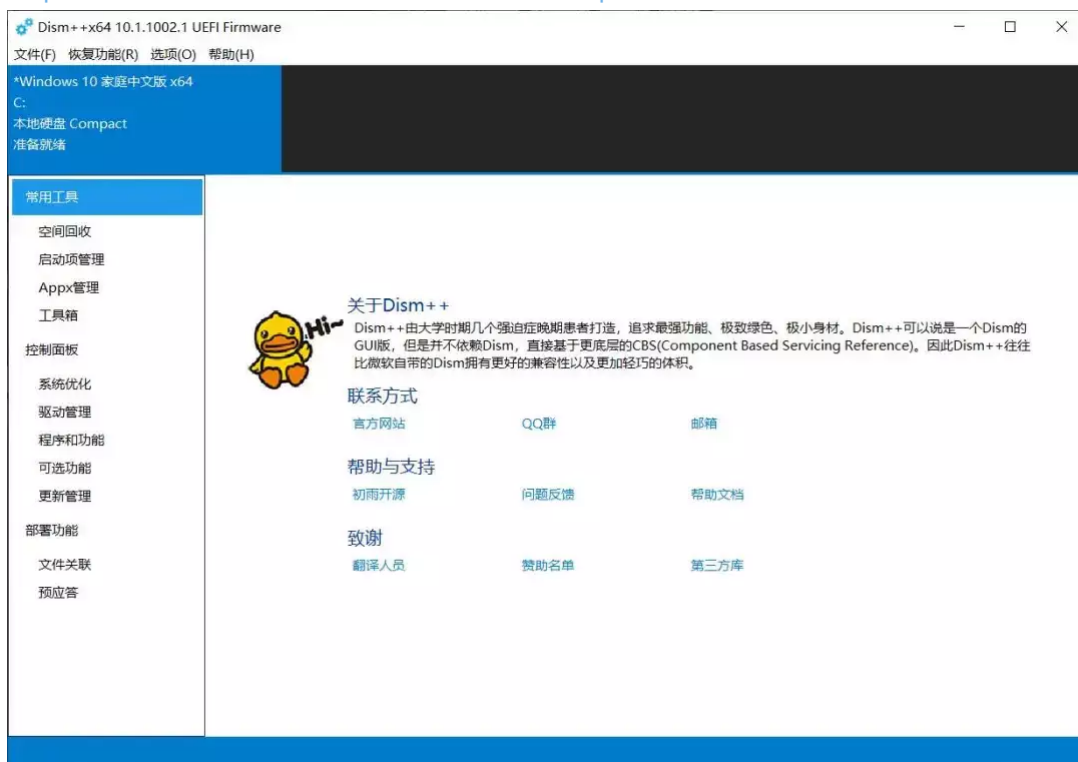 Dism++x64 10.1.1002.1 UEFI Firmware
文件(F) 恢复功能(R) 选项(O) 帮助(H)
*Windows 10 家庭中文版 x64
C:
本地硬盘 Compact
准备就绪
常用工具
空间回收
启动项管理
Appx管理
工具箱
控制面板
系统优化
驱动管理
程序和功能
可选功能
更新管理
部署功能
文件关联
预应答
Hi~
关于Dism++
Dism++由大学时期几个强迫症晚期患者打造，追求最强功能、极致绿色、极小身材。Dism++可以说是一个Dism的
GUI版，但是并不依赖Dism，直接基于更底层的CBS(Component Based Servicing Reference)。因此Dism++往往
比微软自带的Dism拥有更好的兼容性以及更加轻巧的体积。
联系方式
官方网站 QQ群 邮箱
帮助与支持
初雨开源 问题反馈 帮助文档
致谢
翻译人员 赞助名单 第三方库